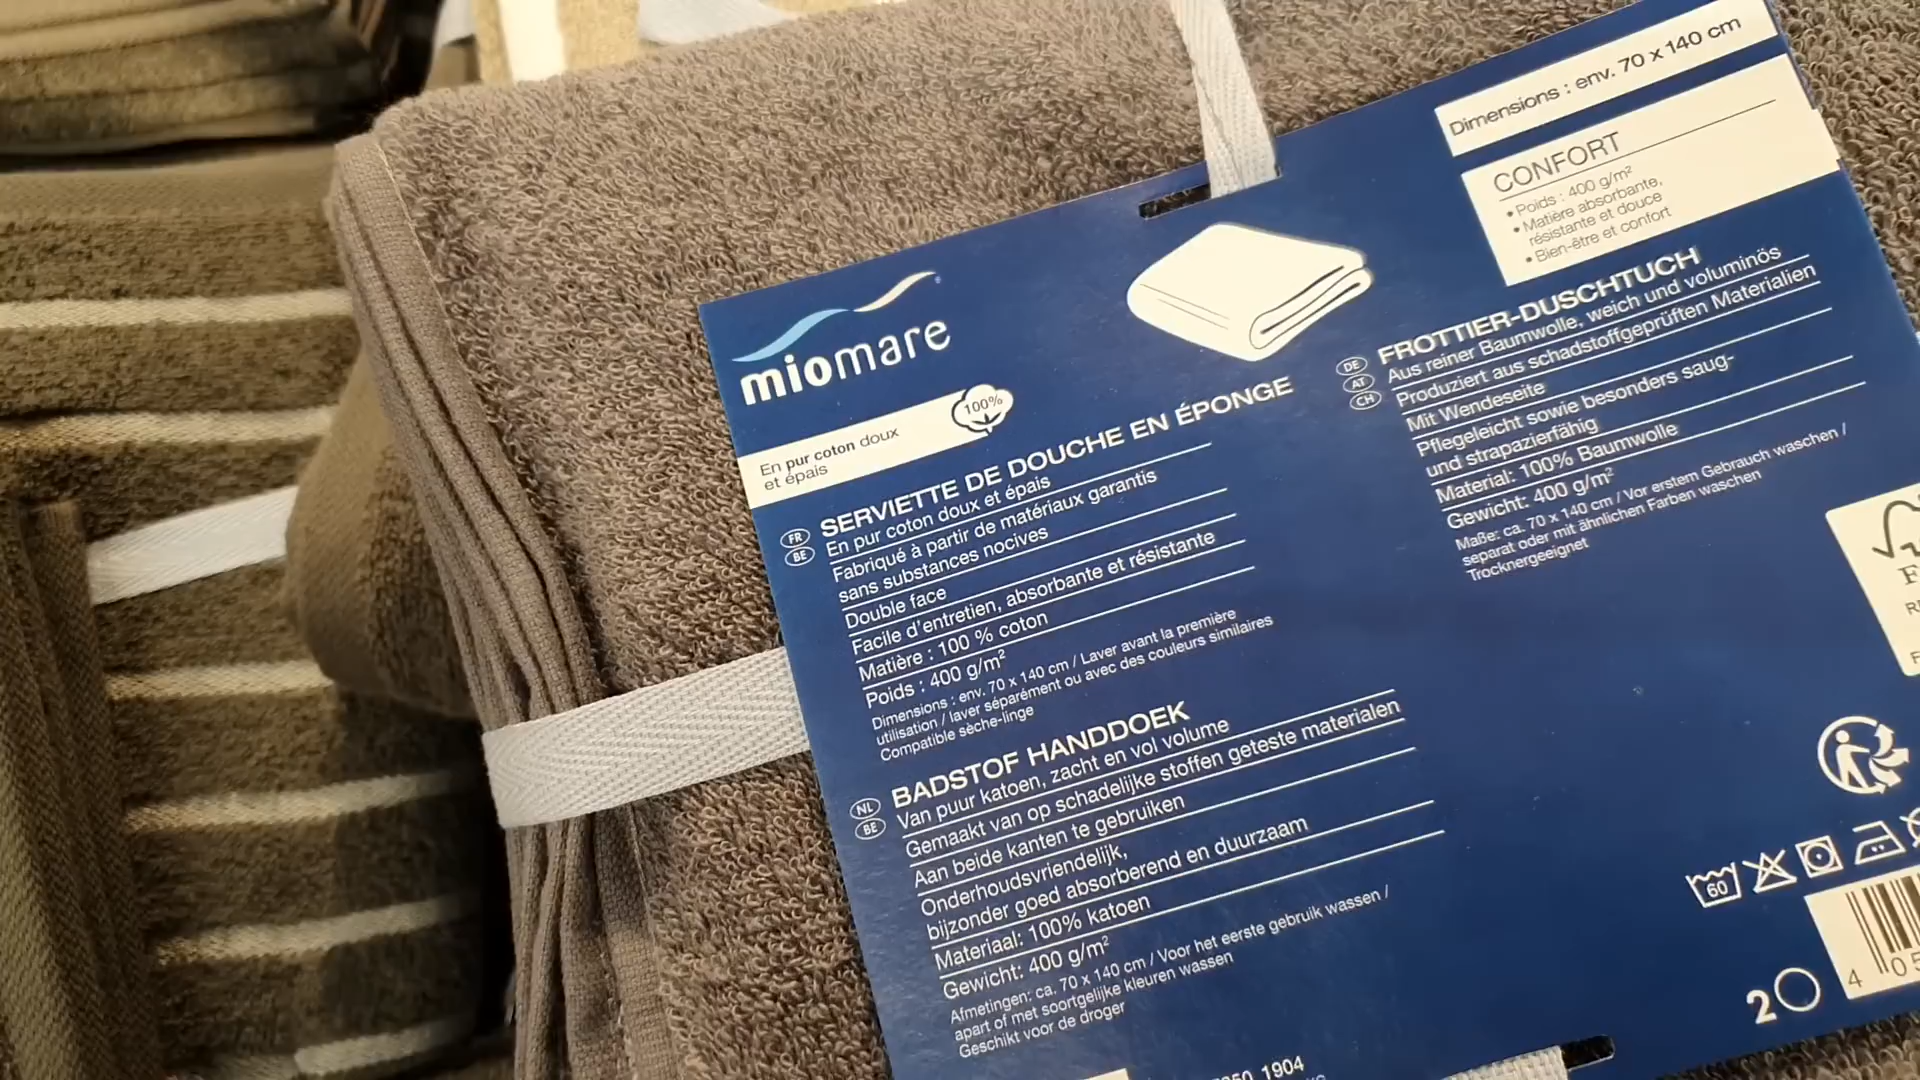 Dimensions : env. 70 x 140 cm
CONFORT
• Poids : 400 g/m²
• Matière absorbante,
résistante et douce
• Bien-être et confort
miomare
100%
En pur coton doux
et épais
FR
BE
SERVIETTE DE DOUCHE EN ÉPONGE
En pur coton doux et épais
Fabriqué à partir de matériaux garantis
sans substances nocives
Double face
Facile d'entretien, absorbante et résistante
Matière : 100 % coton
Poids : 400 g/m²
Dimensions : env. 70 x 140 cm / Laver avant la première
utilisation / laver séparément ou avec des couleurs similaires
Compatible sèche-linge
NL
BE
BADSTOF HANDDOEK
Van puur katoen, zacht en vol volume
Gemaakt van op schadelijke stoffen geteste materialen
Aan beide kanten te gebruiken
Onderhoudsvriendelijk,
bijzonder goed absorberend en duurzaam
Materiaal: 100% katoen
Gewicht: 400 g/m²
Afmetingen: ca. 70 x 140 cm / Voor het eerste gebruik wassen /
apart of met soortgelijke kleuren wassen
Geschikt voor de droger
DE
AT
CH
FROTTIER-DUSCHTUCH
Aus reiner Baumwolle, weich und voluminös
Produziert aus schadstoffgeprüften Materialien
Mit Wendeseite
Pflegeleicht sowie besonders saug-
und strapazierfähig
Material: 100% Baumwolle
Gewicht: 400 g/m²
Maße: ca. 70 x 140 cm / Vor erstem Gebrauch waschen /
separat oder mit ähnlichen Farben waschen
Trocknergeeignet
60
2
4 05
1904